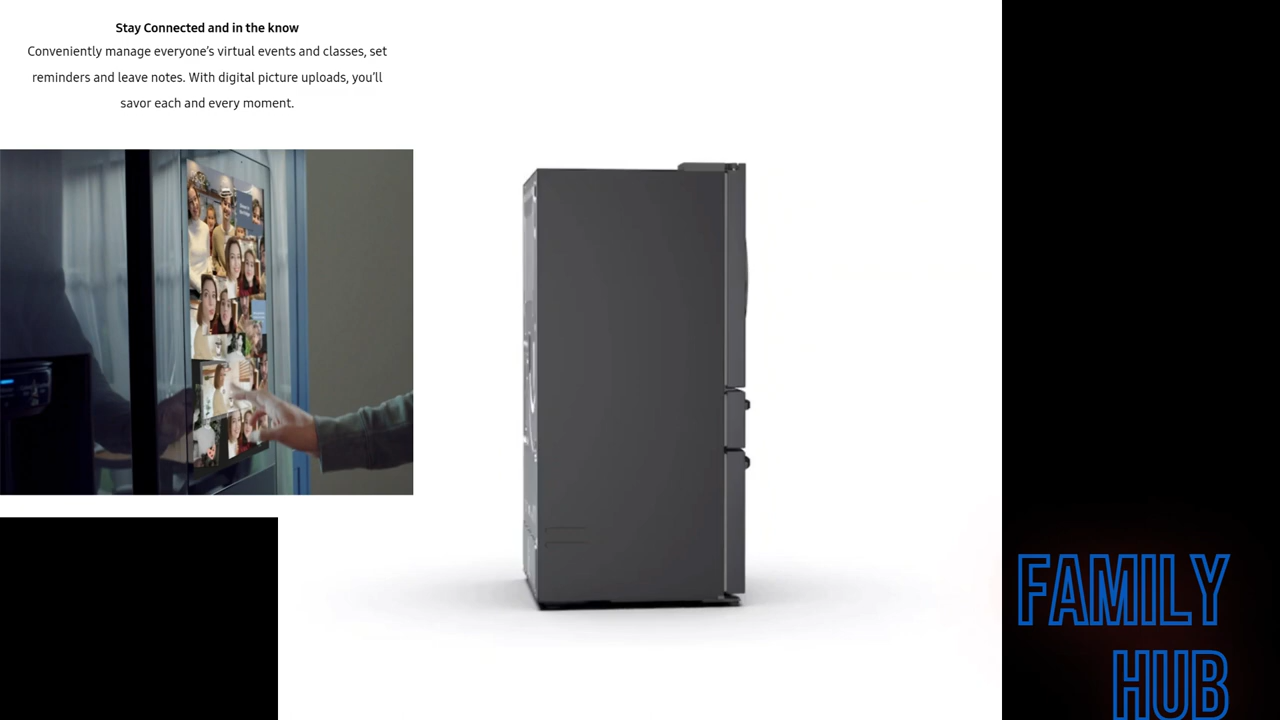 Stay Connected and in the know
Conveniently manage everyone's virtual events and classes, set
reminders and leave notes. With digital picture uploads, you'll
savor each and every moment.
FAMILY
HUB